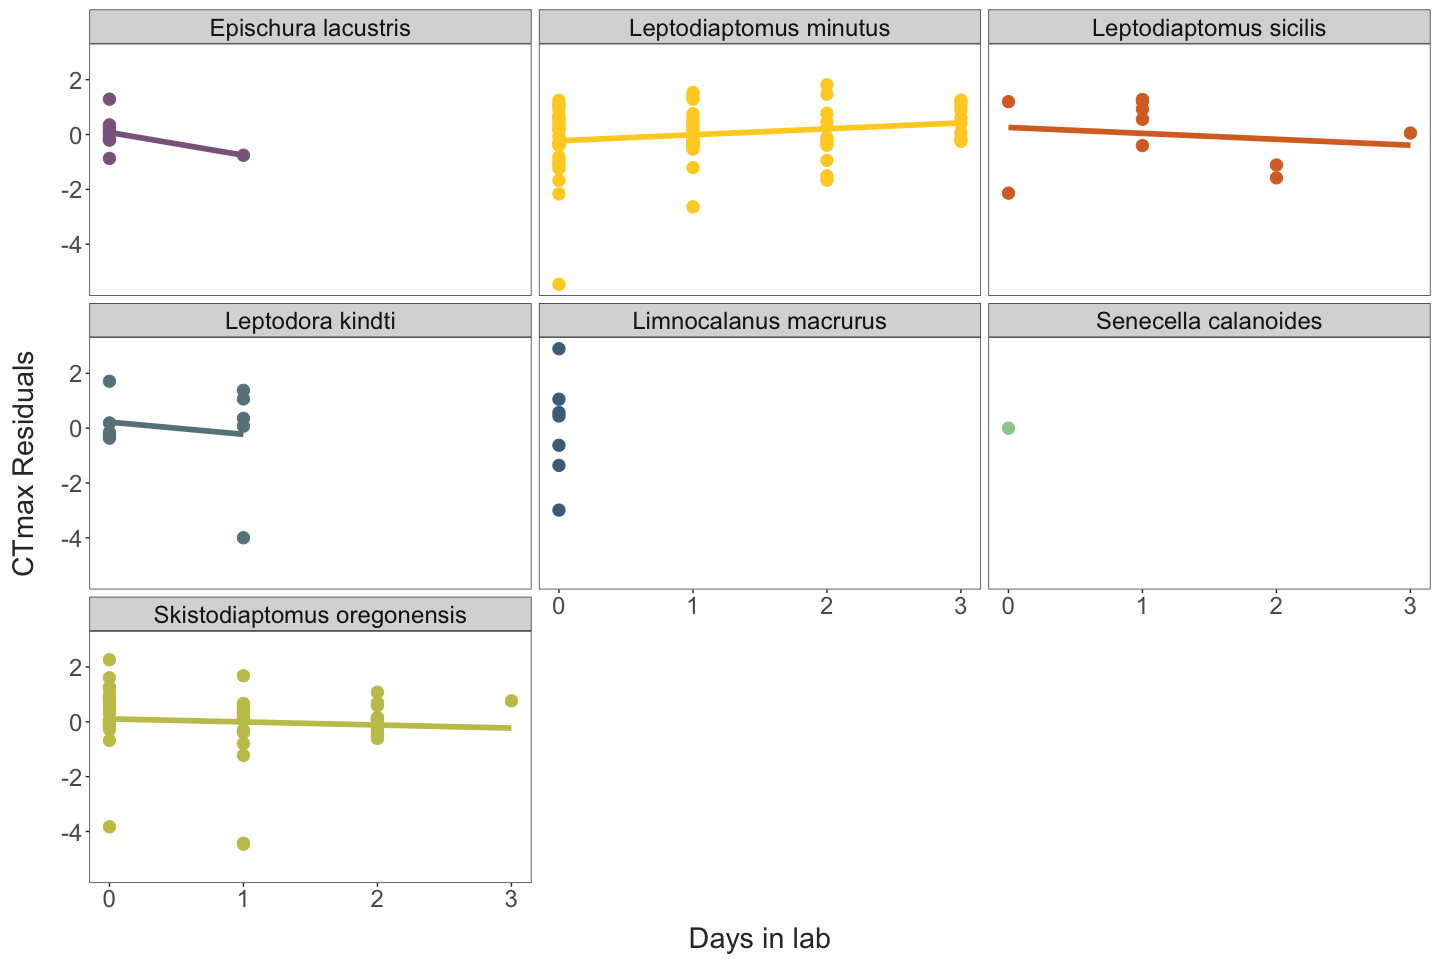 Epischura lacustris
Leptodiaptomus minutus
Leptodiaptomus sicilis
2
0
-2
-4
Leptodora kindti
Limnocalanus macrurus
Senecella calanoides
2
0
-2
-4
0 1 2 3
0 1 2 3
CTmax Residuals
Skistodiaptomus oregonensis
2
0
-2
-4
0 1 2 3
Days in lab